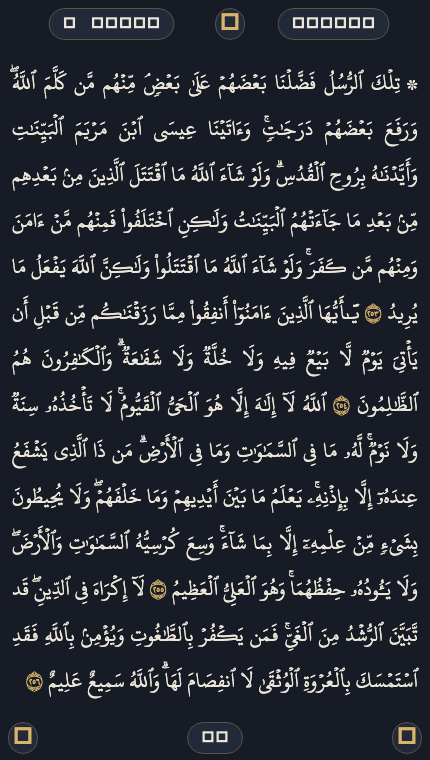 ۞ تِلْكَ ٱلرُّسُلُ فَضَّلْنَا بَعْضَهُمْ عَلَىٰ بَعْضٍۘ مِّنْهُم مَّن كَلَّمَ ٱللَّهُۖ
وَرَفَعَ بَعْضَهُمْ دَرَجَٰتٍۚ وَءَاتَيْنَا عِيسَى ٱبْنَ مَرْيَمَ ٱلْبَيِّنَٰتِ
وَأَيَّدْنَٰهُ بِرُوحِ ٱلْقُدُسِۗ وَلَوْ شَآءَ ٱللَّهُ مَا ٱقْتَتَلَ ٱلَّذِينَ مِنۢ بَعْدِهِم
مِّنۢ بَعْدِ مَا جَآءَتْهُمُ ٱلْبَيِّنَٰتُ وَلَٰكِنِ ٱخْتَلَفُوا۟ فَمِنْهُم مَّنْ ءَامَنَ
وَمِنْهُم مَّن كَفَرَۚ وَلَوْ شَآءَ ٱللَّهُ مَا ٱقْتَتَلُوا۟ وَلَٰكِنَّ ٱللَّهَ يَفْعَلُ مَا
يُرِيدُ ٢٥٣ يَٰٓأَيُّهَا ٱلَّذِينَ ءَامَنُوٓا۟ أَنفِقُوا۟ مِمَّا رَزَقْنَٰكُم مِّن قَبْلِ أَن
يَأْتِىَ يَوْمٌ لَّا بَيْعٌ فِيهِ وَلَا خُلَّةٌ وَلَا شَفَٰعَةٌۗ وَٱلْكَٰفِرُونَ هُمُ
ٱلظَّٰلِمُونَ ٢٥٤ ٱللَّهُ لَآ إِلَٰهَ إِلَّا هُوَ ٱلْحَىُّ ٱلْقَيُّومُۚ لَا تَأْخُذُهُۥ سِنَةٌ
وَلَا نَوْمٌۚ لَّهُۥ مَا فِى ٱلسَّمَٰوَٰتِ وَمَا فِى ٱلْأَرْضِۗ مَن ذَا ٱلَّذِى يَشْفَعُ
عِندَهُۥٓ إِلَّا بِإِذْنِهِۦۚ يَعْلَمُ مَا بَيْنَ أَيْدِيهِمْ وَمَا خَلْفَهُمْۖ وَلَا يُحِيطُونَ
بِشَىْءٍ مِّنْ عِلْمِهِۦٓ إِلَّا بِمَا شَآءَۚ وَسِعَ كُرْسِيُّهُ ٱلسَّمَٰوَٰتِ وَٱلْأَرْضَۖ
وَلَا يَـُٔودُهُۥ حِفْظُهُمَاۚ وَهُوَ ٱلْعَلِىُّ ٱلْعَظِيمُ ٢٥٥ لَآ إِكْرَاهَ فِى ٱلدِّينِۖ قَد
تَّبَيَّنَ ٱلرُّشْدُ مِنَ ٱلْغَىِّۚ فَمَن يَكْفُرْ بِٱلطَّٰغُوتِ وَيُؤْمِنۢ بِٱللَّهِ فَقَدِ
ٱسْتَمْسَكَ بِٱلْعُرْوَةِ ٱلْوُثْقَىٰ لَا ٱنفِصَامَ لَهَاۗ وَٱللَّهُ سَمِيعٌ عَلِيمٌ ٢٥٦